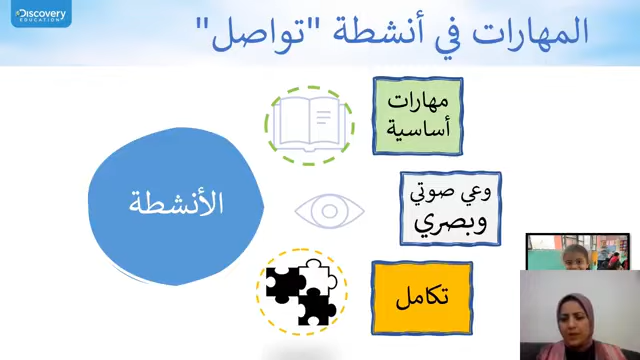 Discovery
EDUCATION
المهارات في أنشطة "تواصل"
مهارات
أساسية
وعي صوتي
وبصري
الأنشطة
تكامل